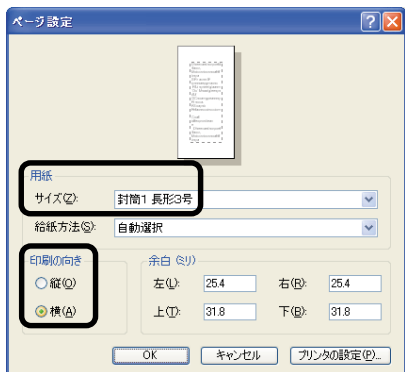 ページ設定
用紙
サイズ(Z): 封筒1 長形3号
給紙方法(S): 自動選択
印刷の向き
縦(O)
横(A)
余白(ミリ)
左(L): 25.4 右(R): 25.4
上(T): 31.8 下(B): 31.8
OK キャンセル プリンタの設定(P)...